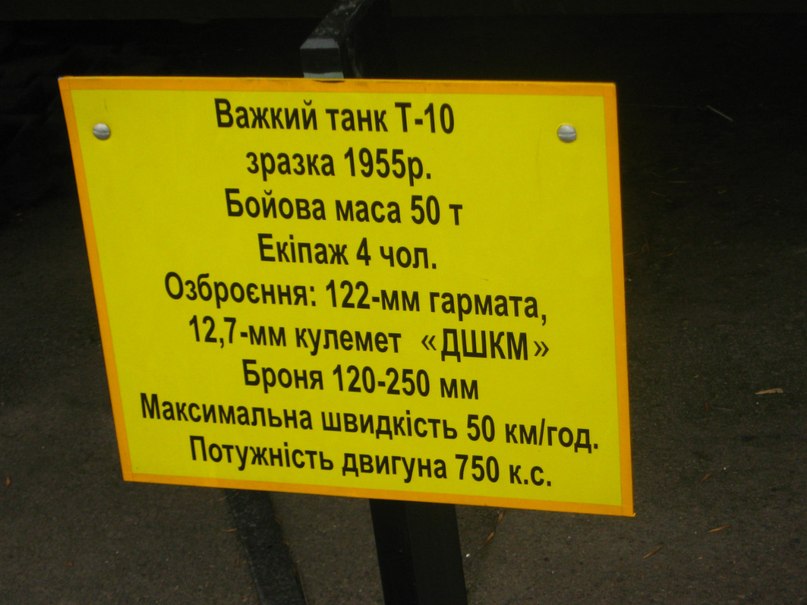 Важкий танк Т-10
зразка 1955р.
Бойова маса 50 т
Екіпаж 4 чол.
Озброєння: 122-мм гармата,
12,7-мм кулемет «ДШКМ»
Броня 120-250 мм
Максимальна швидкість 50 км/год.
Потужність двигуна 750 к.с.